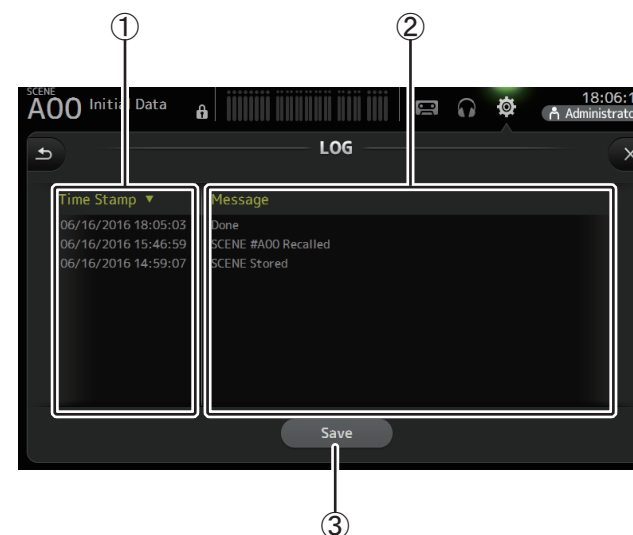 ① ②
SCENE
A00 Initial Data
18:06:1
Administrato
LOG
Time Stamp ▼ Message
06/16/2016 18:05:03 Done
06/16/2016 15:46:59 SCENE #A00 Recalled
06/16/2016 14:59:07 SCENE Stored
Save
③